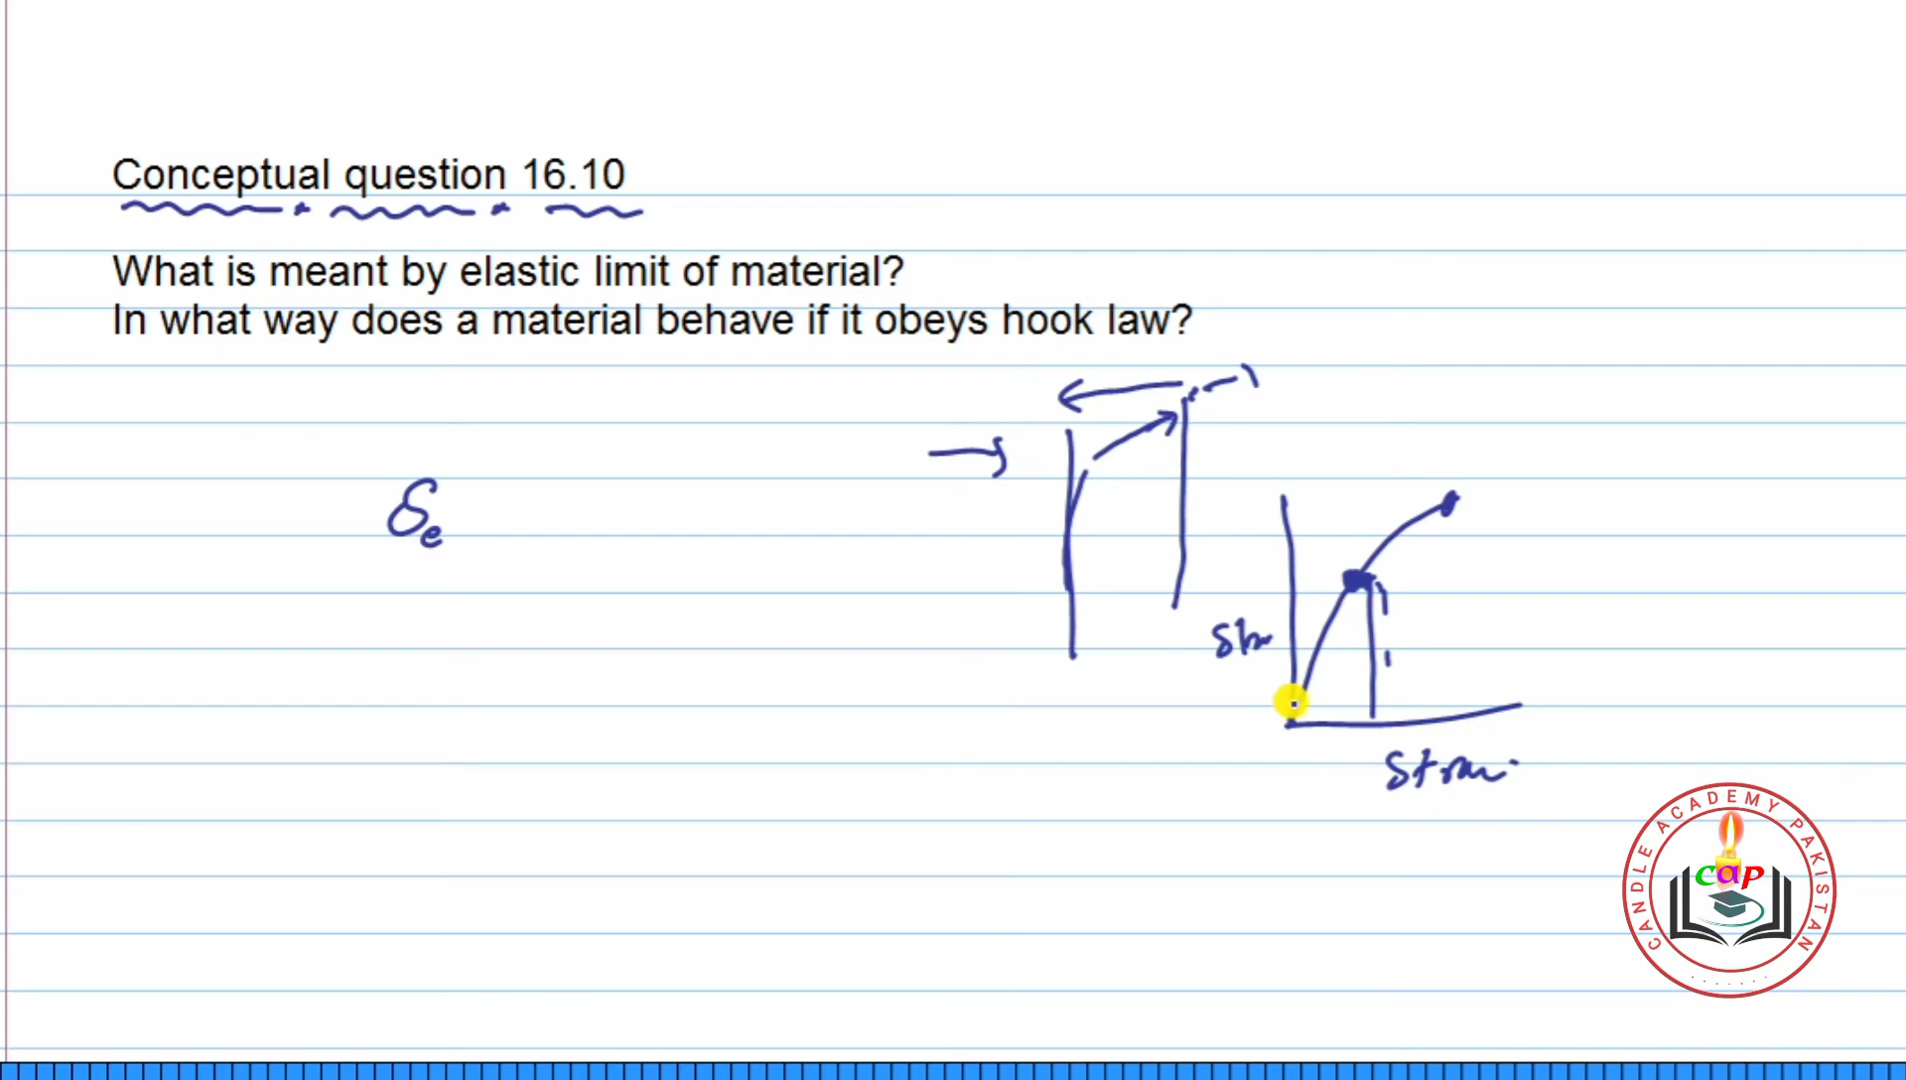 Conceptual question 16.10
What is meant by elastic limit of material?
In what way does a material behave if it obeys hook law?
CANDLE ACADEMY PAKISTAN
cap